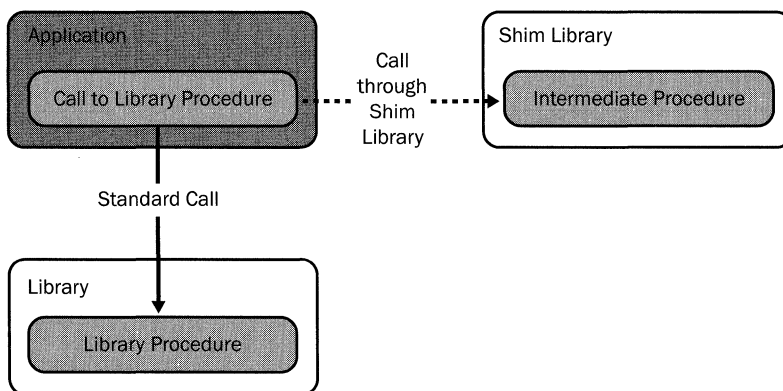 Application
Call to Library Procedure
Call
through
Shim
Library
Shim Library
Intermediate Procedure
Standard Call
Library
Library Procedure